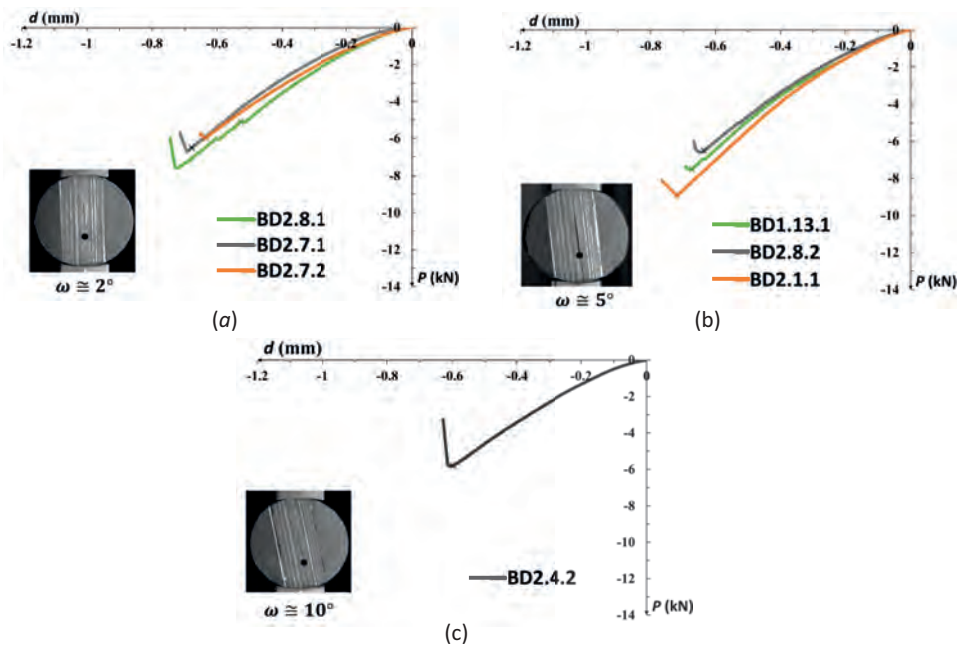 d (mm)
-1.2 -1 -0.8 -0.6 -0.4 -0.2 0
0
-2
-4
-6
-8
-10
-12
-14
P (kN)
BD2.8.1
BD2.7.1
BD2.7.2
ω ≅ 2°
(a)
d (mm)
-1.2 -1 -0.8 -0.6 -0.4 -0.2 0
0
-2
-4
-6
-8
-10
-12
-14
P (kN)
BD1.13.1
BD2.8.2
BD2.1.1
ω ≅ 5°
(b)
d (mm)
-1.2 -1 -0.8 -0.6 -0.4 -0.2 0
0
-2
-4
-6
-8
-10
-12
-14
P (kN)
BD2.4.2
ω ≅ 10°
(c)